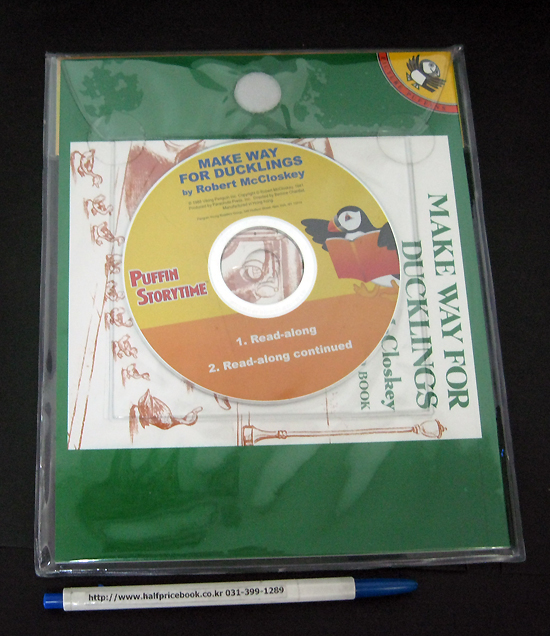 MAKE WAY
FOR DUCKLINGS
by Robert McCloskey
PUFFIN
STORYTIME
1. Read-along
2. Read-along continued
MAKE WAY FOR
DUCKLINGS
Closkey
BOOK
http://www.halfpricebook.co.kr 031-399-1289